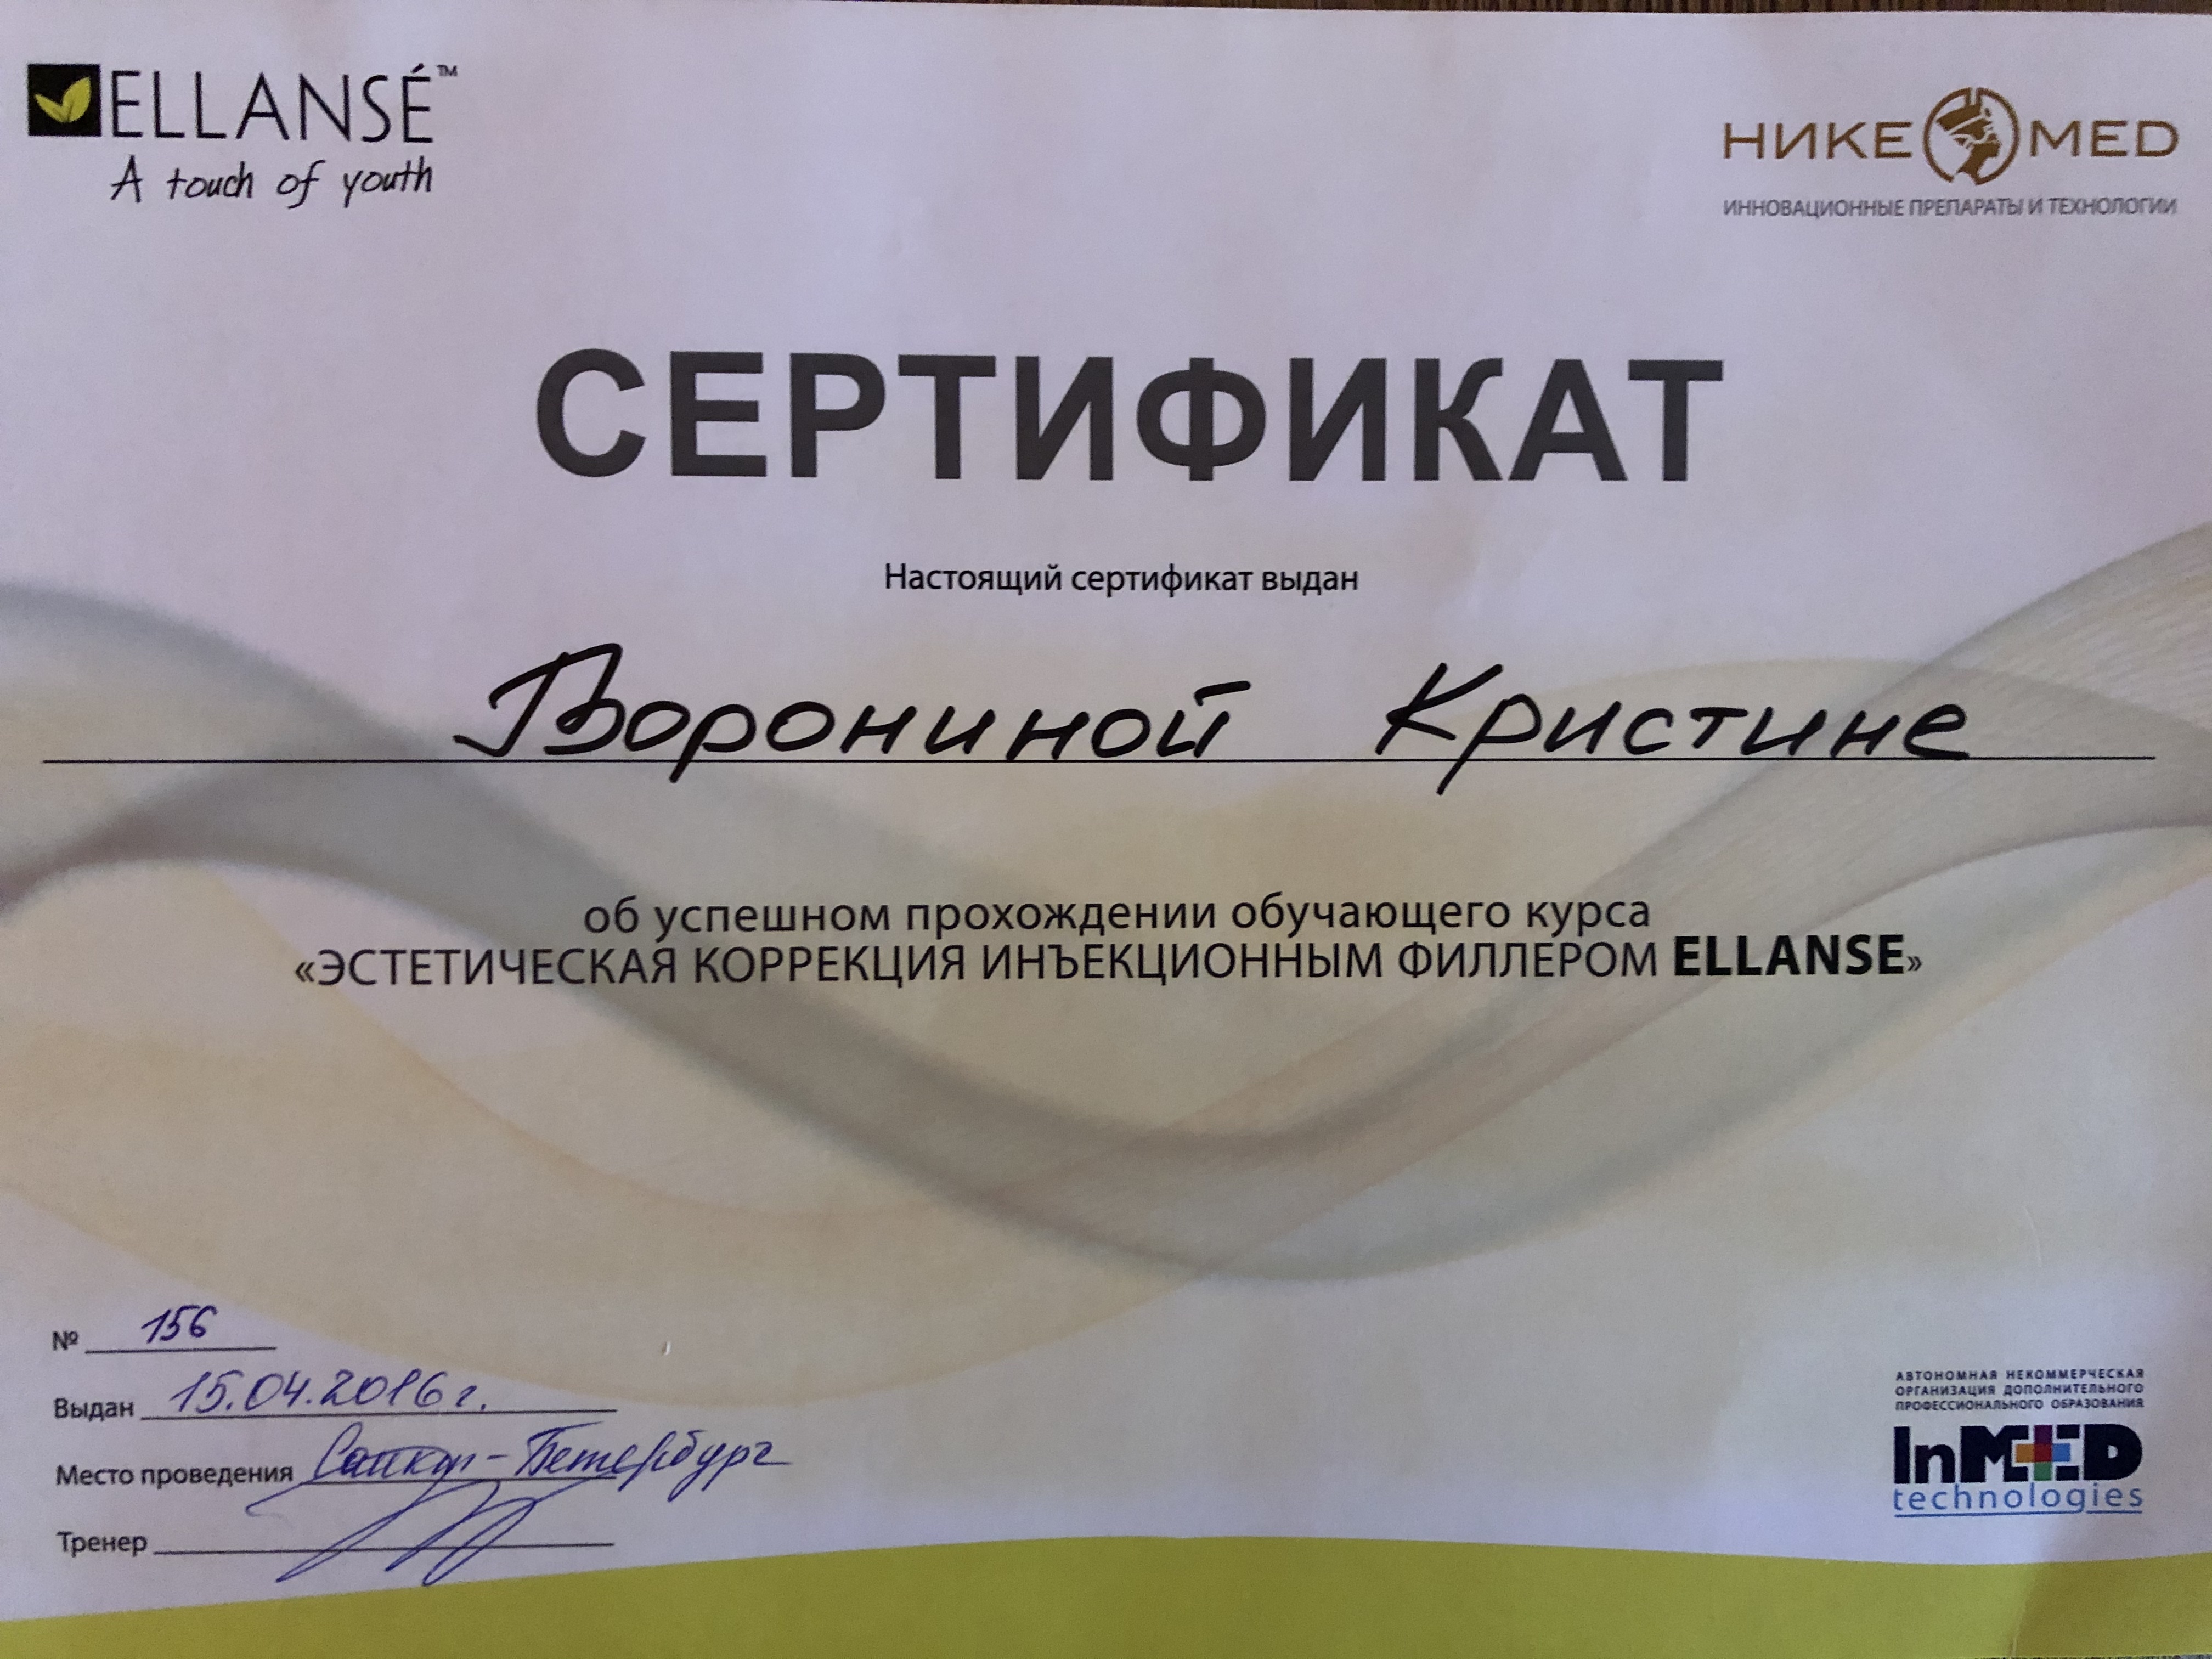 ELLANSÉ™
A touch of youth
НИКЕ MED
ИННОВАЦИОННЫЕ ПРЕПАРАТЫ И ТЕХНОЛОГИИ
СЕРТИФИКАТ
Настоящий сертификат выдан
Ворониной Кристине
об успешном прохождении обучающего курса
«ЭСТЕТИЧЕСКАЯ КОРРЕКЦИЯ ИНЪЕКЦИОННЫМ ФИЛЛЕРОМ ELLANSE»
№ 156
Выдан 15.04.2016 г.
Место проведения Санкт-Петербург
Тренер
АВТОНОМНАЯ НЕКОММЕРЧЕСКАЯ
ОРГАНИЗАЦИЯ ДОПОЛНИТЕЛЬНОГО
ПРОФЕССИОНАЛЬНОГО ОБРАЗОВАНИЯ
InMED
technologies